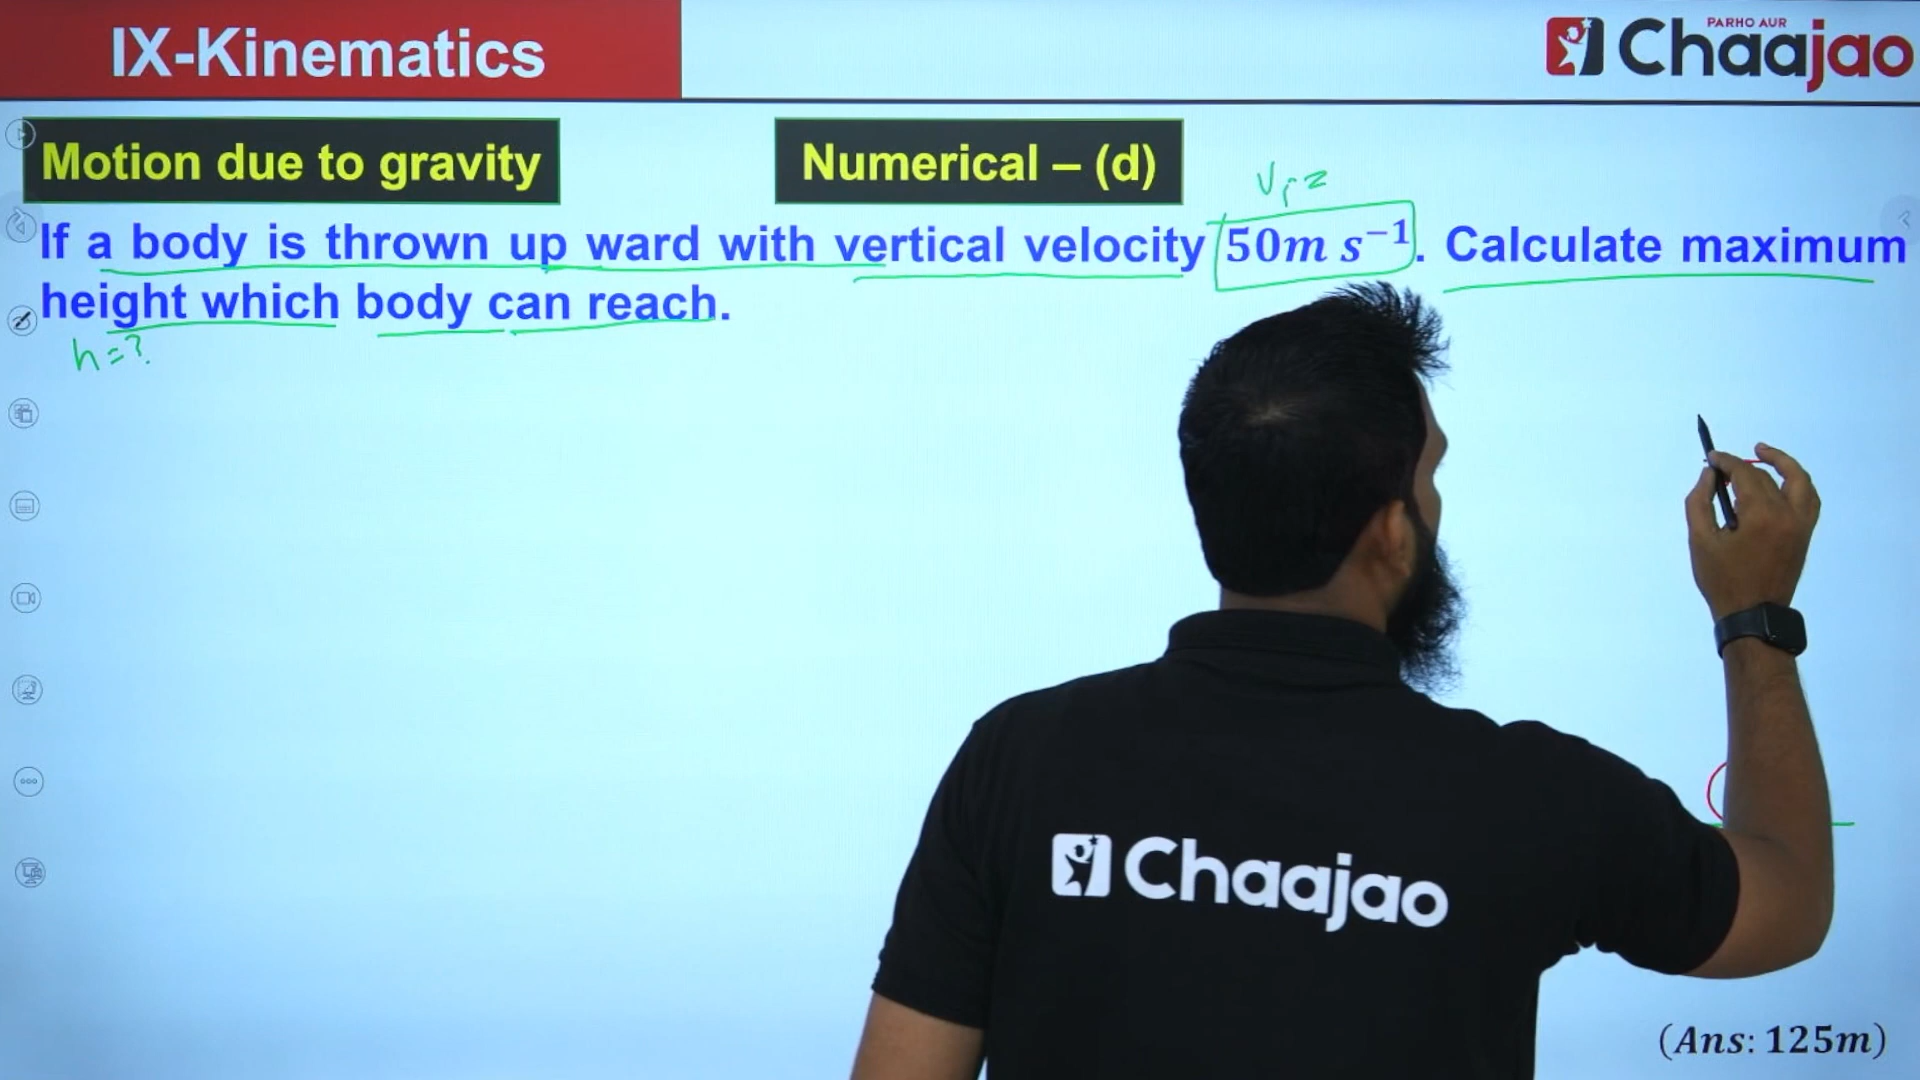 IX-Kinematics
PARHO AUR
Chaajao
Motion due to gravity
Numerical – (d)
Vi=
If a body is thrown up ward with vertical velocity 50m s⁻¹. Calculate maximum
height which body can reach.
h=?
Chaajao
(Ans: 125m)